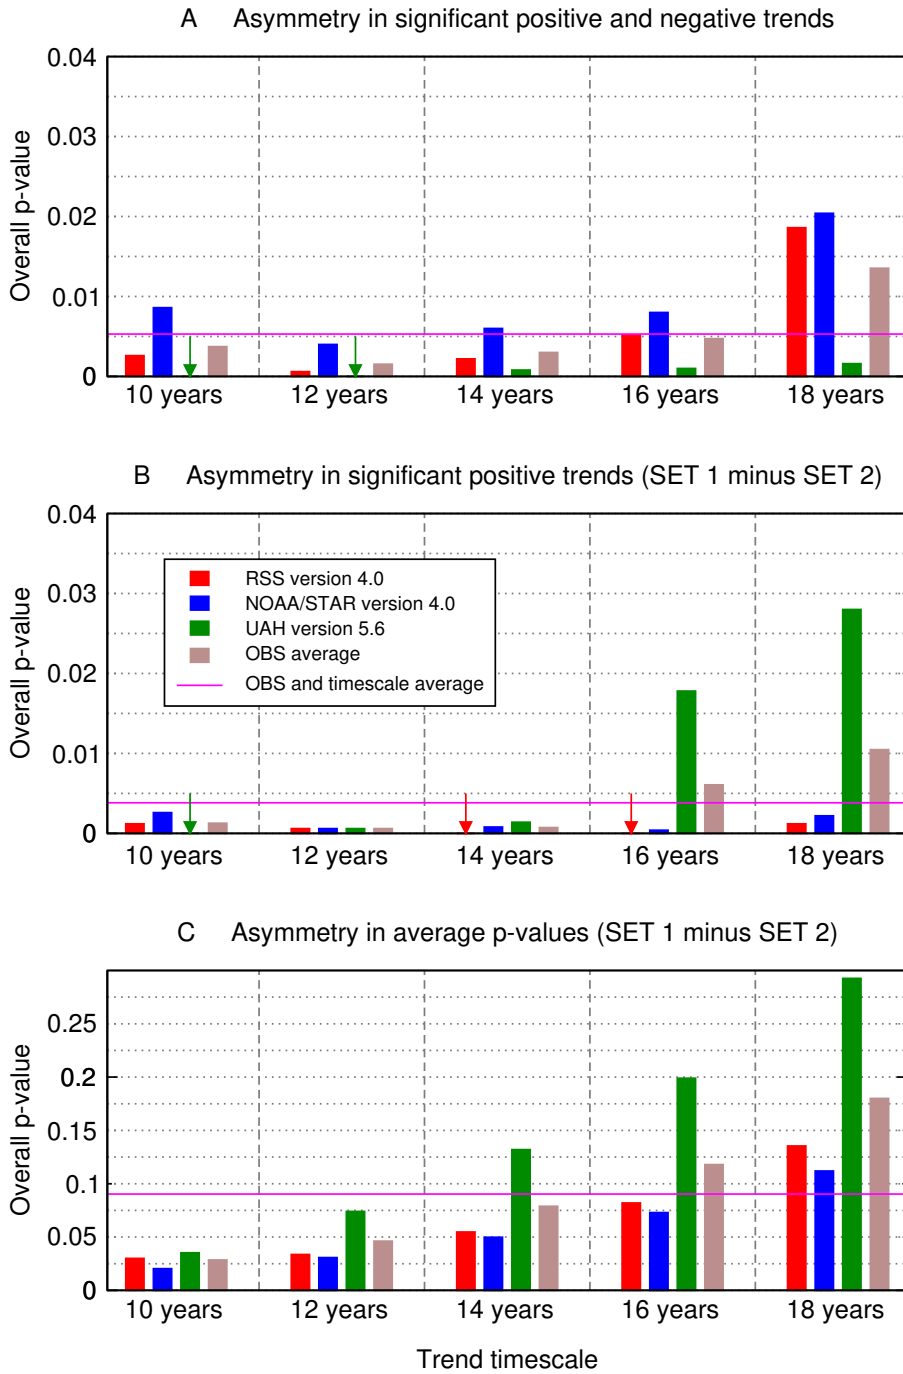 A Asymmetry in significant positive and negative trends
0.04
0.03
0.02
0.01
0
Overall p-value
10 years 12 years 14 years 16 years 18 years
B Asymmetry in significant positive trends (SET 1 minus SET 2)
0.04
0.03
0.02
0.01
0
Overall p-value
RSS version 4.0
NOAA/STAR version 4.0
UAH version 5.6
OBS average
OBS and timescale average
10 years 12 years 14 years 16 years 18 years
C Asymmetry in average p-values (SET 1 minus SET 2)
0.25
0.2
0.15
0.1
0.05
0
Overall p-value
10 years 12 years 14 years 16 years 18 years
Trend timescale